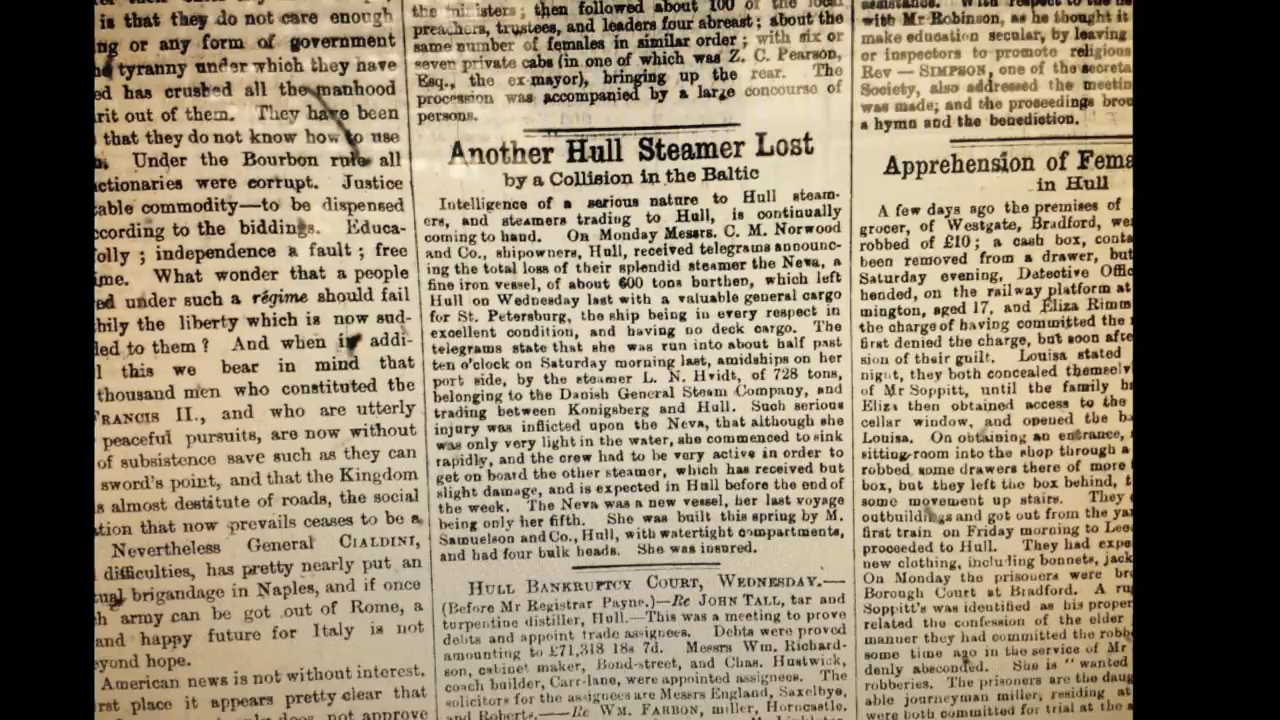 is that they do not care enough
or any form of government
tyranny under which they have
ed has crushed all the manhood
rit out of them. They have been
that they do not know how to use
Under the Bourbon rule all
ctionaries were corrupt. Justice
able commodity—to be dispensed
ccording to the biddings. Educa-
olly ; independence a fault ; free
ime. What wonder that a people
ed under such a régime should fail
hily the liberty which is now sud-
led to them? And when in addi-
l this we bear in mind that
thousand men who constituted the
FRANCIS II., and who are utterly
peaceful pursuits, are now without
of subsistence save such as they can
sword's point, and that the Kingdom
s almost destitute of roads, the social
tion that now prevails ceases to be a
Nevertheless General CIALDINI,
difficulties, has pretty nearly put an
brigandage in Naples, and if once
h army can be got out of Rome, a
and happy future for Italy is not
eyond hope.
American news is not without interest.
rst place it appears pretty clear that
not approve
the ministers ; then followed about 100 of the local
preachers, trustees, and leaders four abreast ; about the
same number of females in similar order ; with six or
seven private cabs (in one of which was Z. C. Pearson,
Esq., the ex-mayor), bringing up the rear. The
procession was accompanied by a large concourse of
persons.
Another Hull Steamer Lost
by a Collision in the Baltic
Intelligence of a serious nature to Hull steam-
ers, and steamers trading to Hull, is continually
coming to hand. On Monday Messrs. C. M. Norwood
and Co., shipowners, Hull, received telegrams announc-
ing the total loss of their splendid steamer the Neva, a
fine iron vessel, of about 600 tons burthen, which left
Hull on Wednesday last with a valuable general cargo
for St. Petersburg, the ship being in every respect in
excellent condition, and having no deck cargo. The
telegrams state that she was run into about half past
ten o'clock on Saturday morning last, amidships on her
port side, by the steamer L. N. Hvidt, of 728 tons,
belonging to the Danish General Steam Company, and
trading between Konigsberg and Hull. Such serious
injury was inflicted upon the Neva, that although she
was only very light in the water, she commenced to sink
rapidly, and the crew had to be very active in order to
get on board the other steamer, which has received but
slight damage, and is expected in Hull before the end of
the week. The Neva was a new vessel, her last voyage
being only her fifth. She was built this spring by M.
Samuelson and Co., Hull, with watertight compartments,
and had four bulk heads. She was insured.
HULL BANKRUPTCY COURT, WEDNESDAY.—
(Before Mr Registrar Payne.)—Re JOHN TALL, tar and
turpentine distiller, Hull.—This was a meeting to prove
debts and appoint trade assignees. Debts were proved
amounting to £71,318 18s 7d. Messrs Wm. Richard-
son, cabinet maker, Bond-street, and Chas. Hustwick,
coach builder, Carr-lane, were appointed assignees. The
solicitors for the assignees are Messrs England, Saxelbye,
and Roberts.——Re WM. FARBON, miller, Horncastle.
with Mr Robinson, as he thought it
make education secular, by leaving
or inspectors to promote religious
Rev — SIMPSON, one of the secreta
Society, also addressed the meetin
was made; and the proceedings brou
a hymn and the benediction.
Apprehension of Fema
in Hull
A few days ago the premises of
grocer, of Westgate, Bradford, wer
robbed of £10; a cash box, conta
been removed from a drawer, but
Saturday evening, Detective Offic
hended, on the railway platform at
mington, aged 17, and Eliza Rimm
the charge of having committed the
first denied the charge, but soon afte
sion of their guilt. Louisa stated
night, they both concealed themselv
of Mr Soppitt, until the family ha
Eliza then obtained access to the
cellar window, and opened the ba
Louisa. On obtaining an entrance,
sitting-room into the shop through a
robbed some drawers there of more
box, but they left the box behind, t
some movement up stairs. They
outbuildings and got out from the yar
first train on Friday morning to Lee
proceeded to Hull. They had expe
new clothing, including bonnets, jack
On Monday the prisoners were bro
Borough Court at Bradford. A rug
Soppitt's was identified as his proper
related the confession of the elder
manner they had committed the robb
some time ago in the service of Mr
denly absconded. She is "wanted
robberies. The prisoners are the daug
able journeyman miller, residing at
were both committed for trial at the a